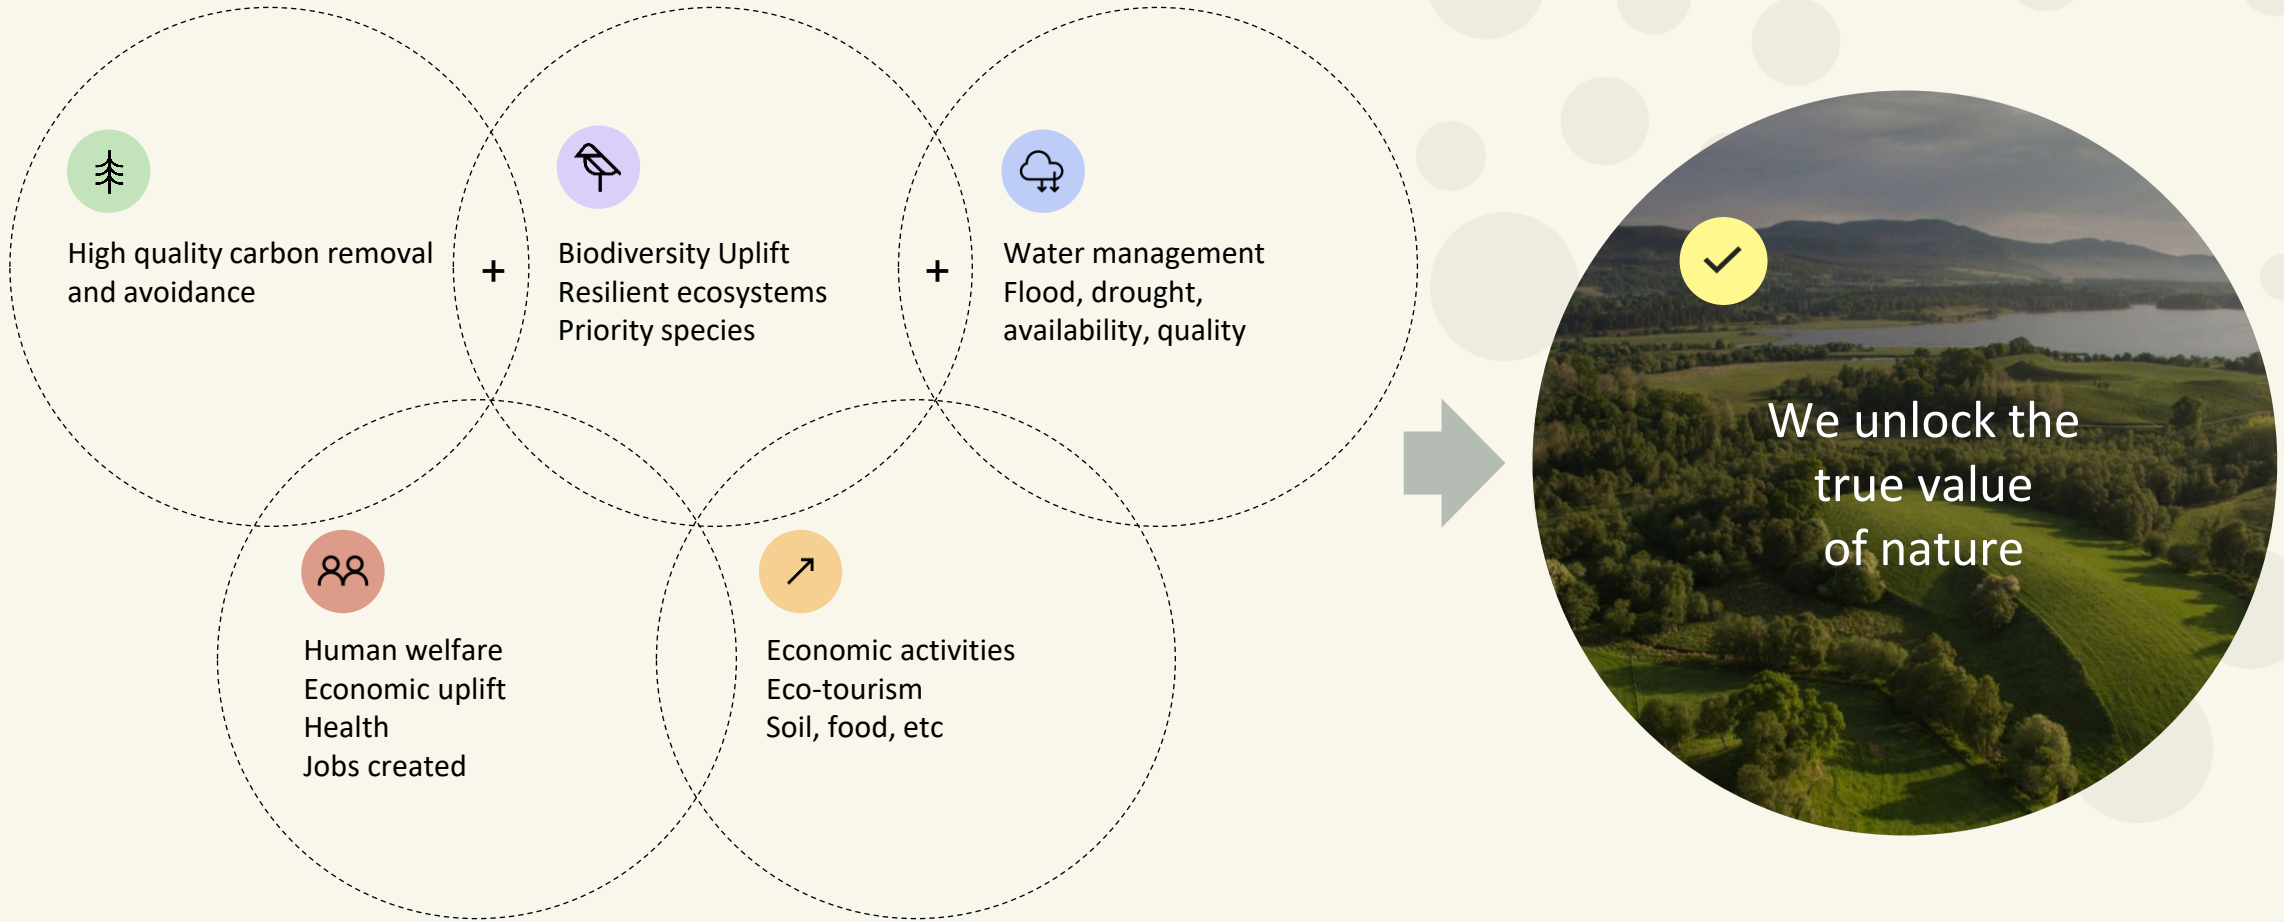 High quality carbon removal
and avoidance
+
Biodiversity Uplift
Resilient ecosystems
Priority species
+
Water management
Flood, drought,
availability, quality
Human welfare
Economic uplift
Health
Jobs created
Economic activities
Eco-tourism
Soil, food, etc
We unlock the
true value
of nature